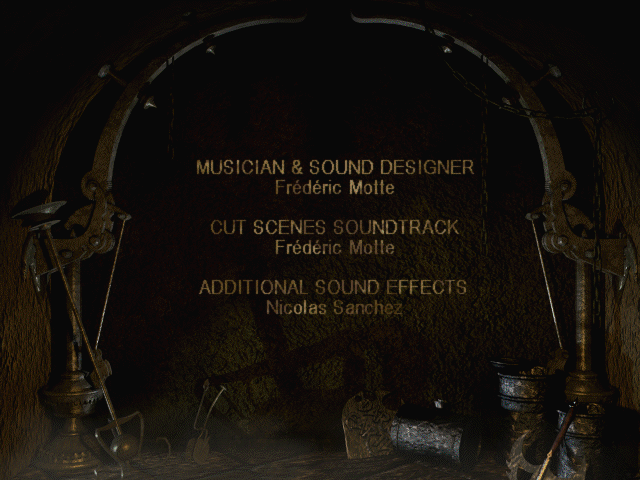 MUSICIAN & SOUND DESIGNER
Frédéric Motte
CUT SCENES SOUNDTRACK
Frédéric Motte
ADDITIONAL SOUND EFFECTS
Nicolas Sanchez